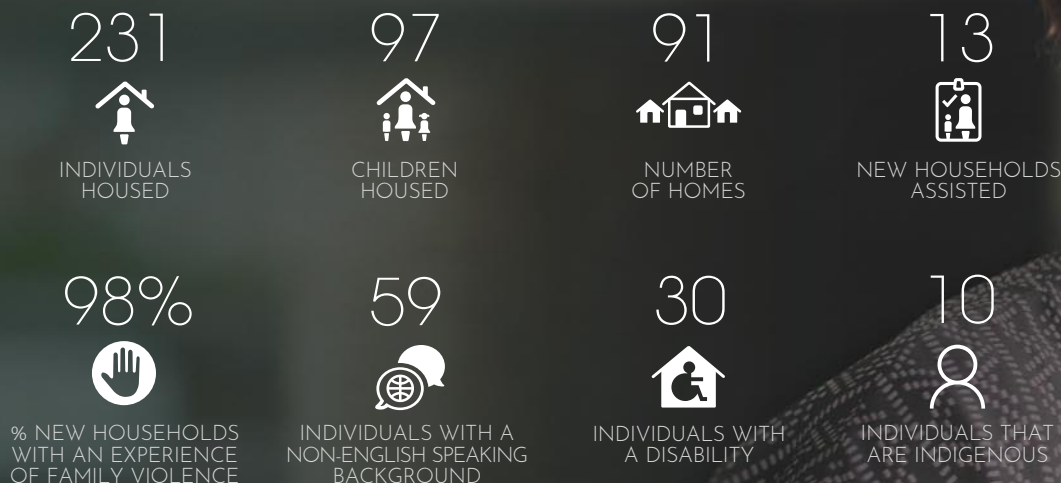 231
INDIVIDUALS
HOUSED
97
CHILDREN
HOUSED
91
NUMBER
OF HOMES
13
NEW HOUSEHOLDS
ASSISTED
98%
% NEW HOUSEHOLDS
WITH AN EXPERIENCE
OF FAMILY VIOLENCE
59
INDIVIDUALS WITH A
NON-ENGLISH SPEAKING
BACKGROUND
30
INDIVIDUALS WITH
A DISABILITY
10
INDIVIDUALS THAT
ARE INDIGENOUS